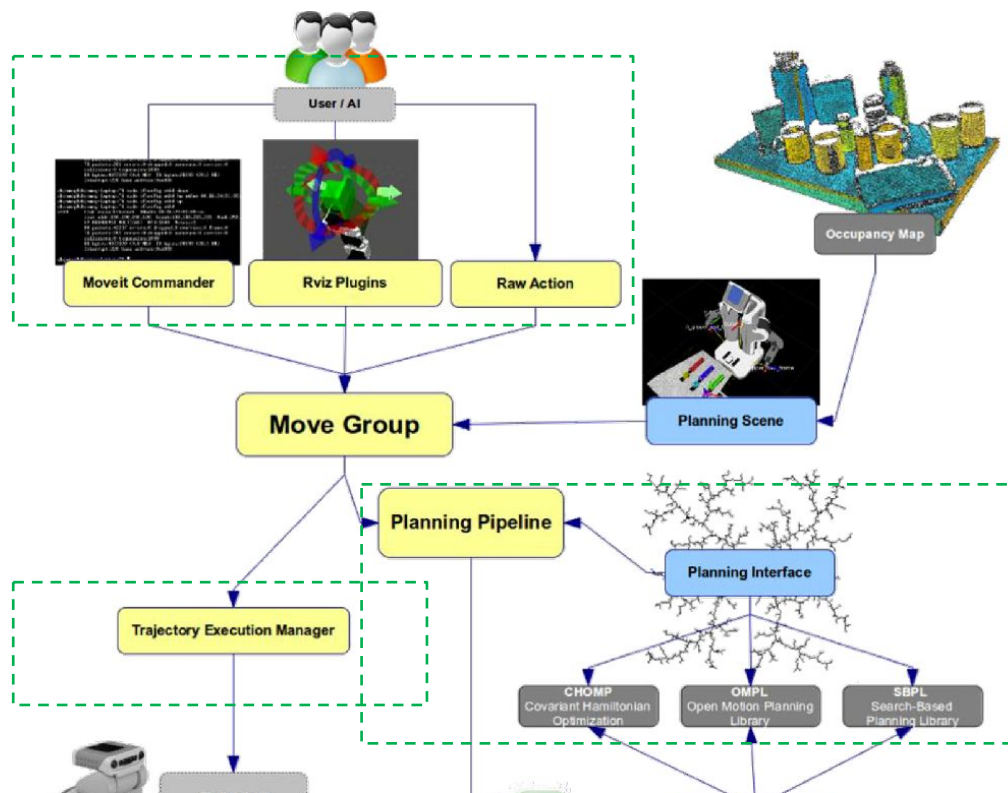 User / AI
Moveit Commander
Rviz Plugins
Raw Action
Occupancy Map
Move Group
Planning Scene
Planning Pipeline
Planning Interface
Trajectory Execution Manager
CHOMP
Covariant Hamiltonian
Optimization
OMPL
Open Motion Planning
Library
SBPL
Search-Based
Planning Library